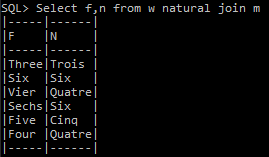 SQL> Select f,n from w natural join m
|-----|------|
|F    |N     |
|-----|------|
|Three|Trois |
|Six  |Six   |
|Vier |Quatre|
|Sechs|Six   |
|Five |Cinq  |
|Four |Quatre|
|-----|------|